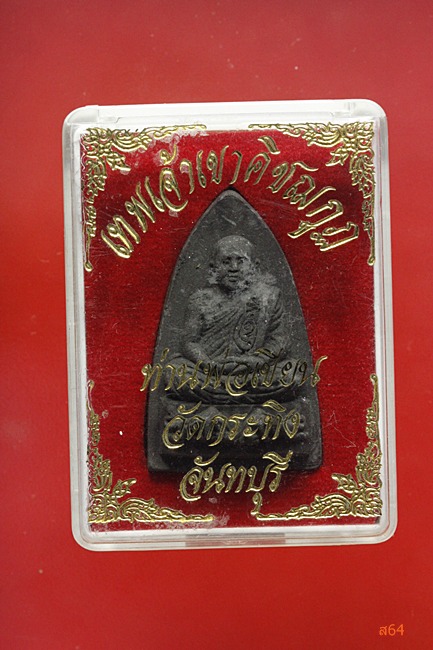 เทพเจ้าเขาคิชฌกูฏ
ท่านพ่อเขียน
วัดกระทิง
จันทบุรี
ส64